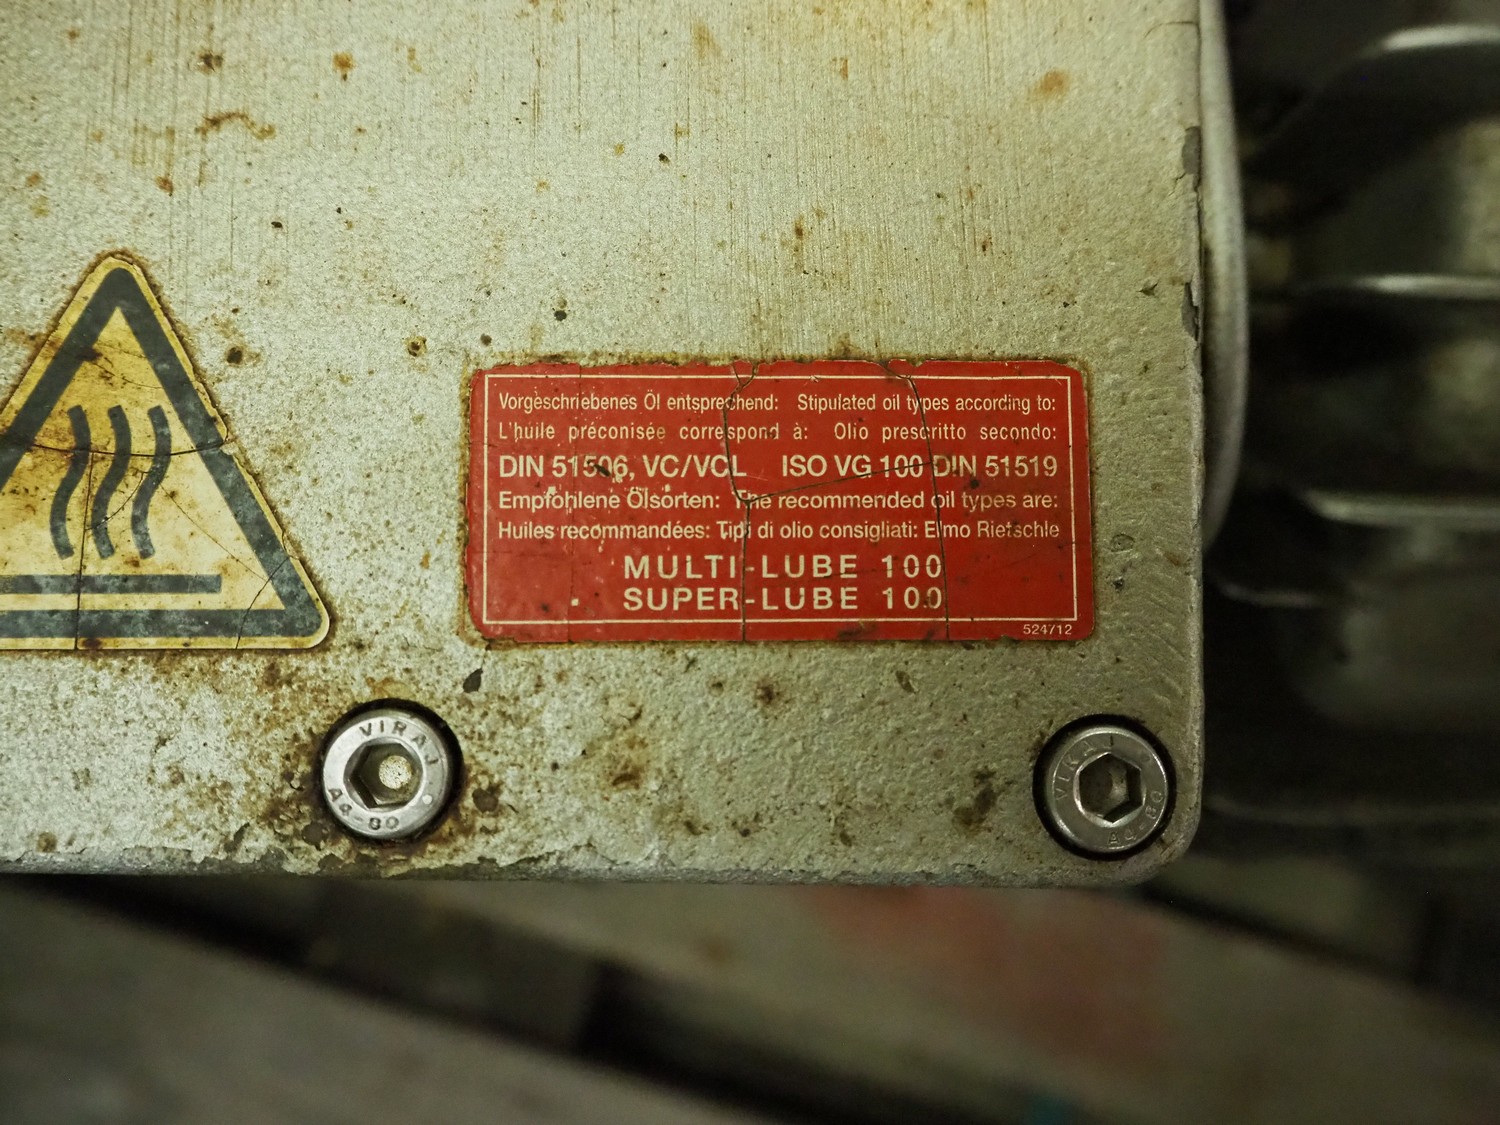 Vorgeschriebenes Öl entsprechend: Stipulated oil types according to:
L'huile préconisée correspond à: Olio prescritto secondo:
DIN 51506, VC/VCL ISO VG 100 DIN 51519
Empfohlene Ölsorten: The recommended oil types are:
Huiles recommandées: Tipi di olio consigliati: Elmo Rietschle
MULTI-LUBE 100
SUPER-LUBE 100
524712
VIRAJ
A4-80
VIRAJ
A4-80